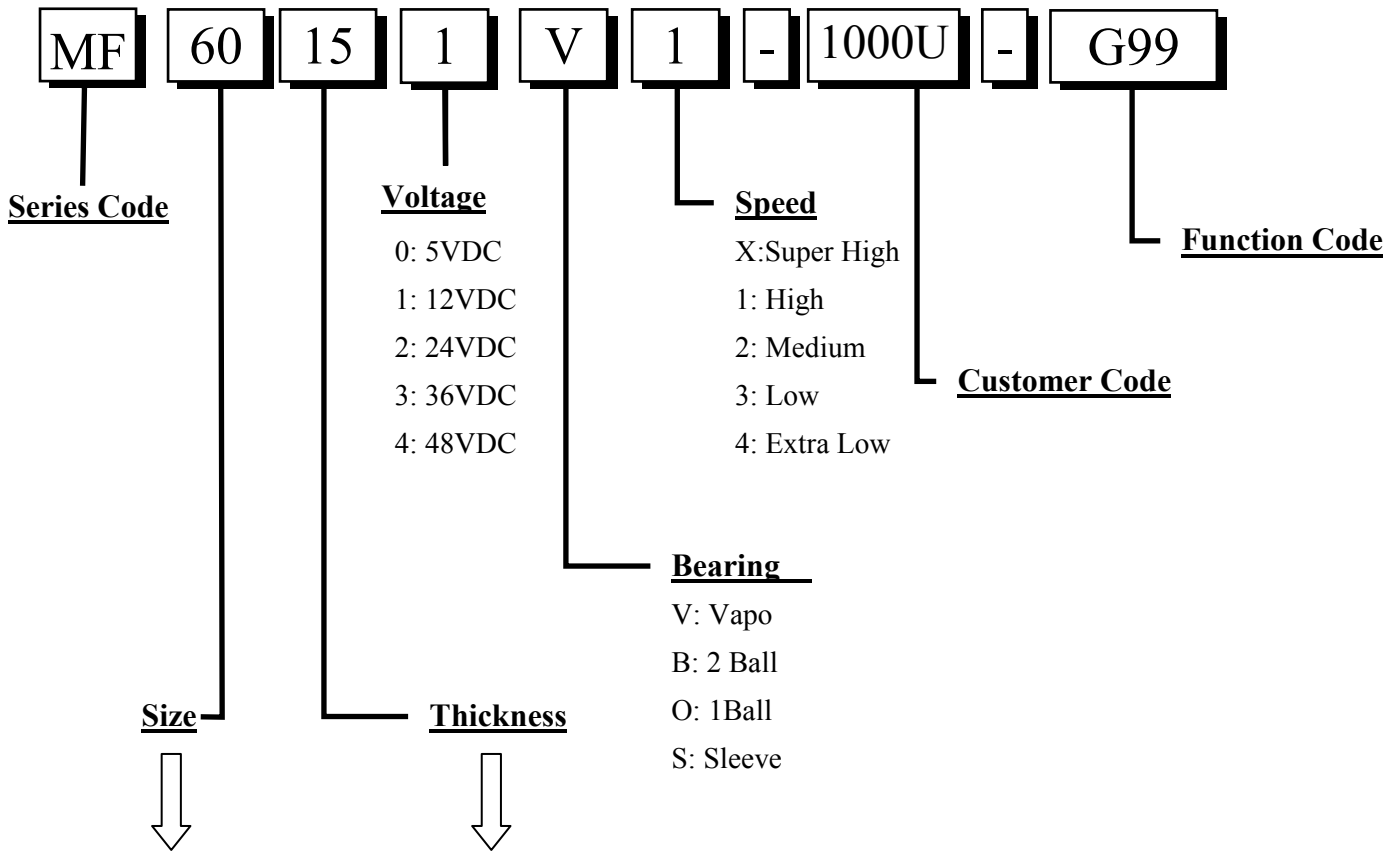 MF 60 15 1 V 1 - 1000U - G99
Series Code
Voltage
0: 5VDC
1: 12VDC
2: 24VDC
3: 36VDC
4: 48VDC
Speed
X:Super High
1: High
2: Medium
3: Low
4: Extra Low
Function Code
Customer Code
Bearing
V: Vapo
B: 2 Ball
O: 1Ball
S: Sleeve
Size
Thickness